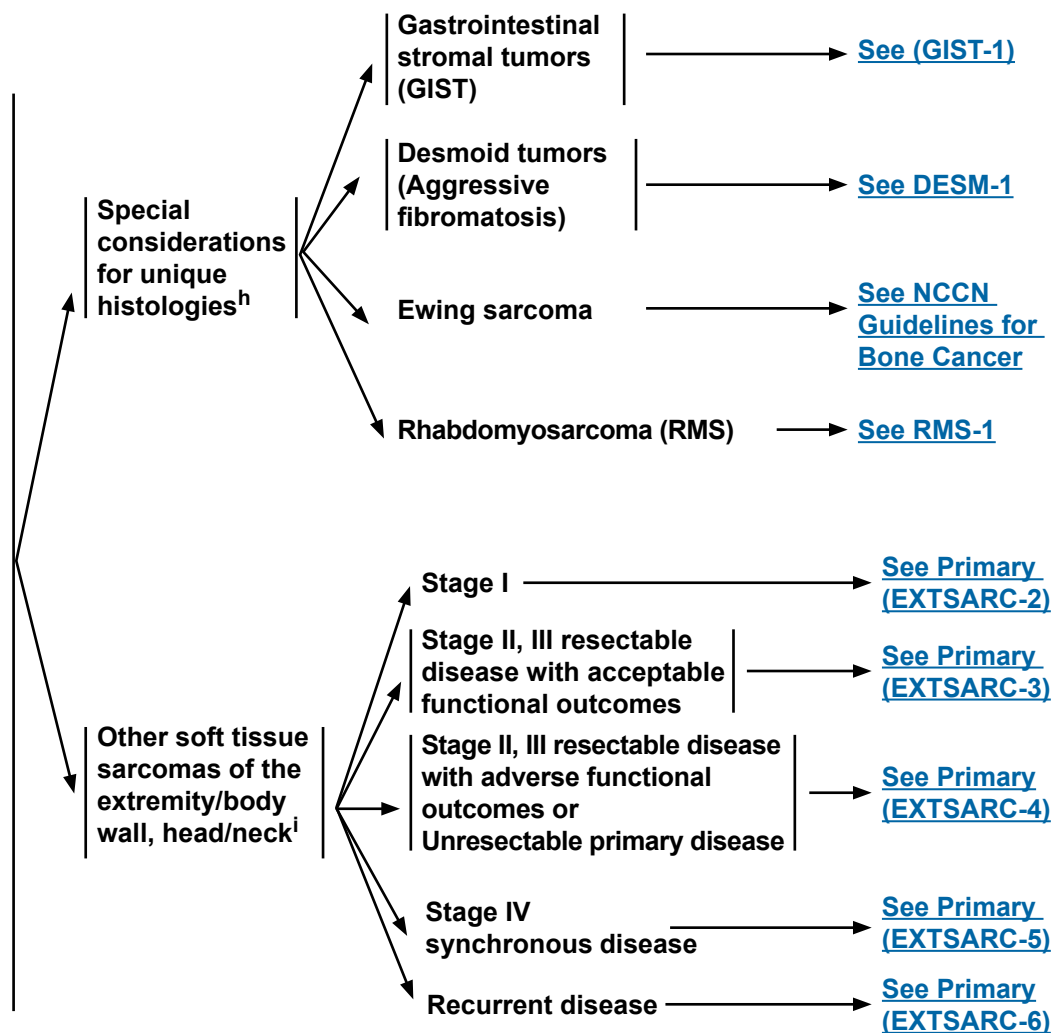 Gastrointestinal
stromal tumors
(GIST)
See (GIST-1)
Desmoid tumors
(Aggressive
fibromatosis)
See DESM-1
Special
considerations
for unique
histologiesh
Ewing sarcoma
See NCCN
Guidelines for
Bone Cancer
Rhabdomyosarcoma (RMS)
See RMS-1
Stage I
See Primary
(EXTSARC-2)
Stage II, III resectable
disease with acceptable
functional outcomes
See Primary
(EXTSARC-3)
Other soft tissue
sarcomas of the
extremity/body
wall, head/necki
Stage II, III resectable disease
with adverse functional
outcomes or
Unresectable primary disease
See Primary
(EXTSARC-4)
Stage IV
synchronous disease
See Primary
(EXTSARC-5)
Recurrent disease
See Primary
(EXTSARC-6)